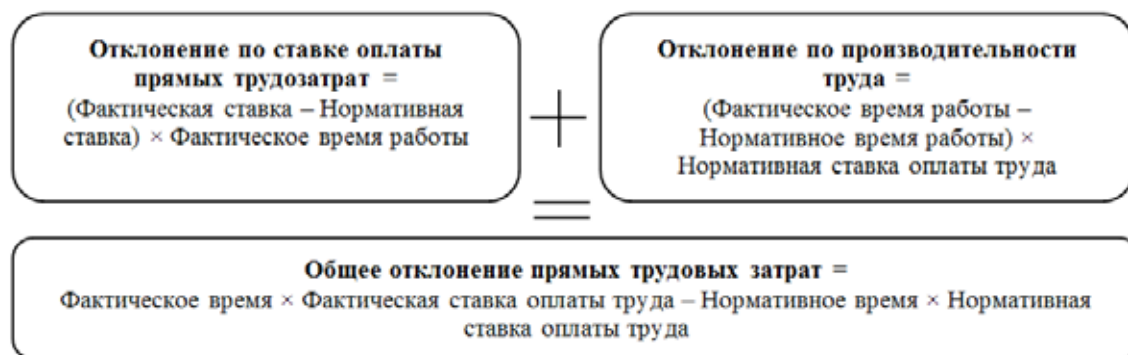 Отклонение по ставке оплаты
прямых трудозатрат =
(Фактическая ставка – Нормативная
ставка) × Фактическое время работы
+
Отклонение по производительности
труда =
(Фактическое время работы –
Нормативное время работы) ×
Нормативная ставка оплаты труда
=
Общее отклонение прямых трудовых затрат =
Фактическое время × Фактическая ставка оплаты труда – Нормативное время × Нормативная
ставка оплаты труда